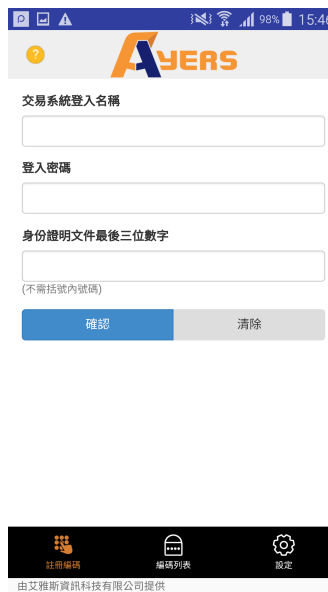 98% 15:46
?
AYERS
交易系統登入名稱
登入密碼
身份證明文件最後三位數字
(不需括號內號碼)
確認 清除
註冊編碼 編碼列表 設定
由艾雅斯資訊科技有限公司提供